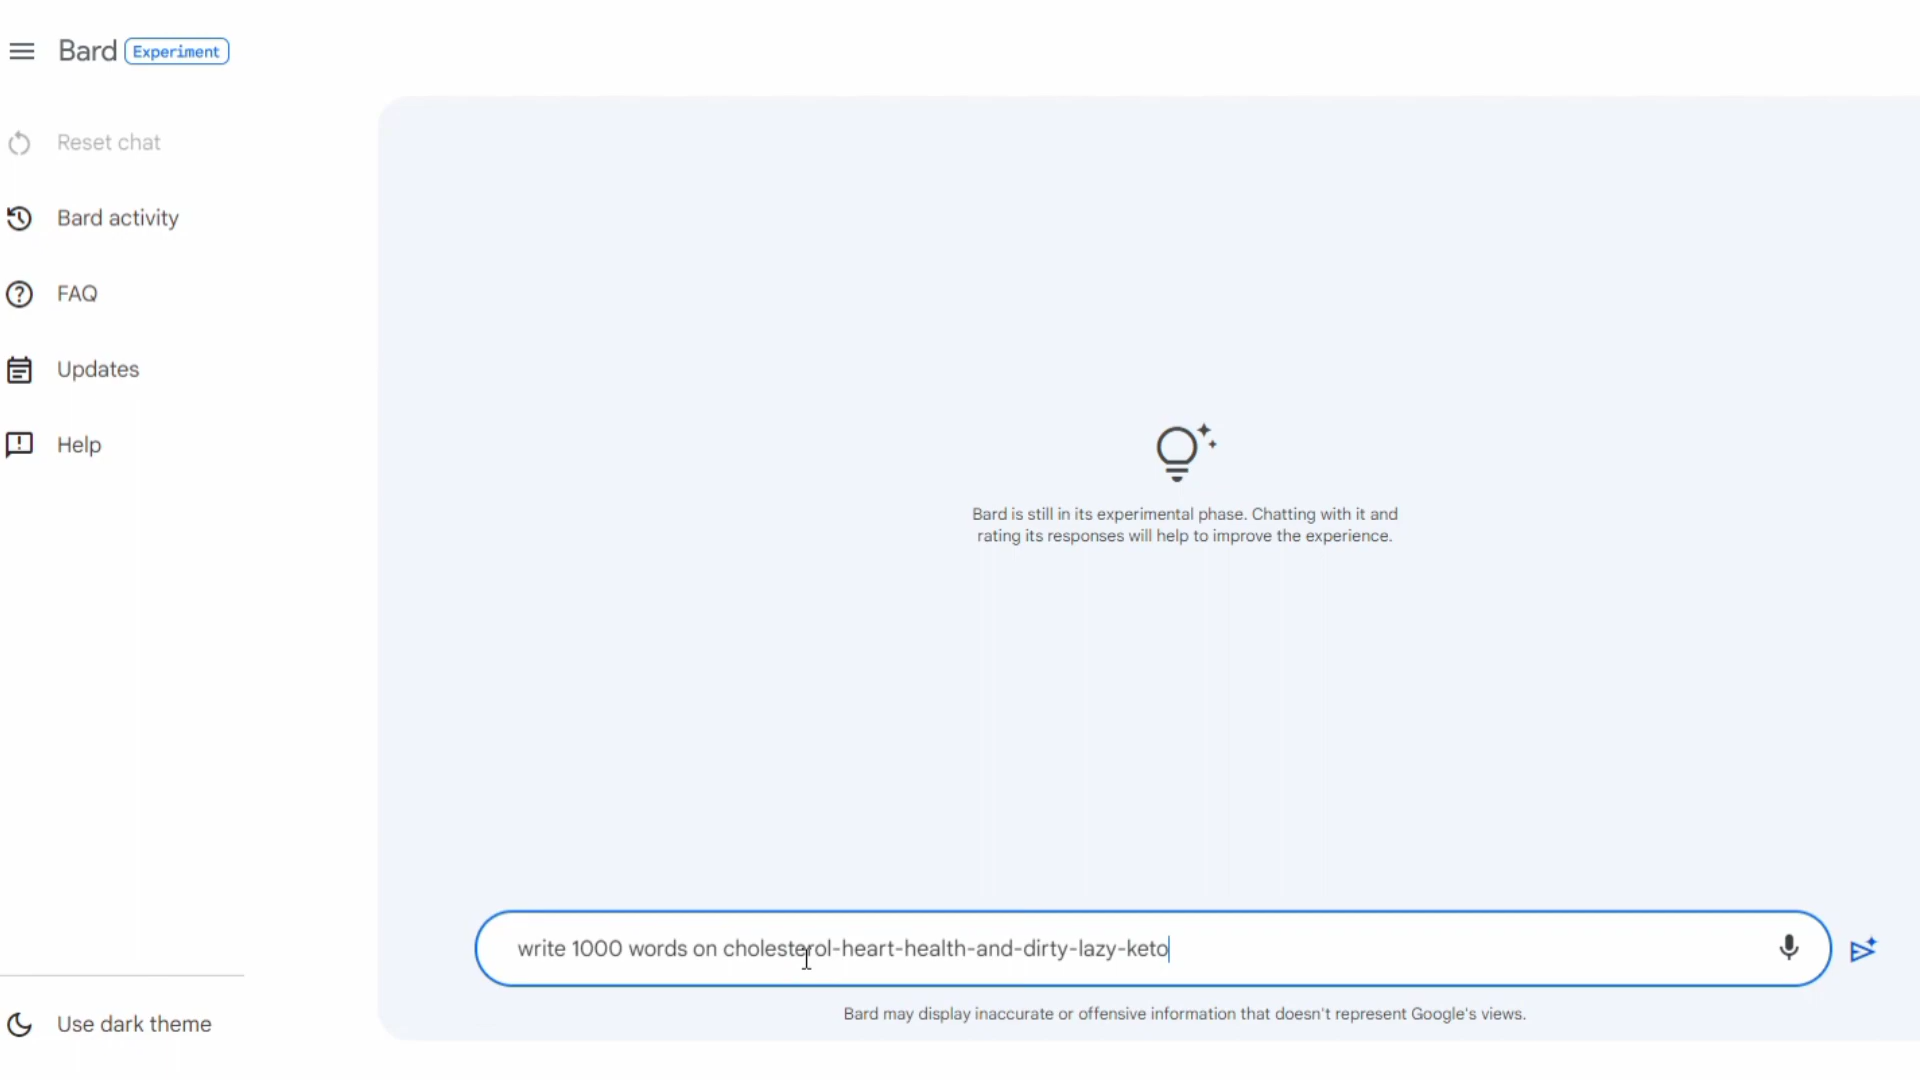 Bard Experiment
Reset chat
Bard activity
FAQ
Updates
Help
Bard is still in its experimental phase. Chatting with it and
rating its responses will help to improve the experience.
write 1000 words on cholesterol-heart-health-and-dirty-lazy-keto
Bard may display inaccurate or offensive information that doesn't represent Google's views.
Use dark theme